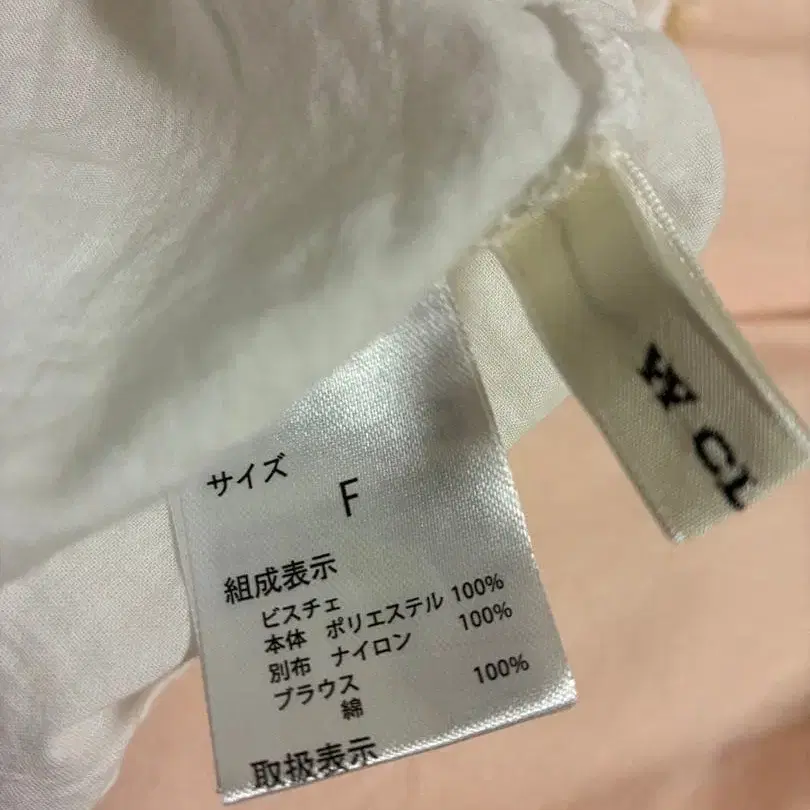 サイズ
F
組成表示
ビスチェ
本体 ポリエステル 100%
別布 ナイロン 100%
ブラウス
綿 100%
取扱表示
W CL